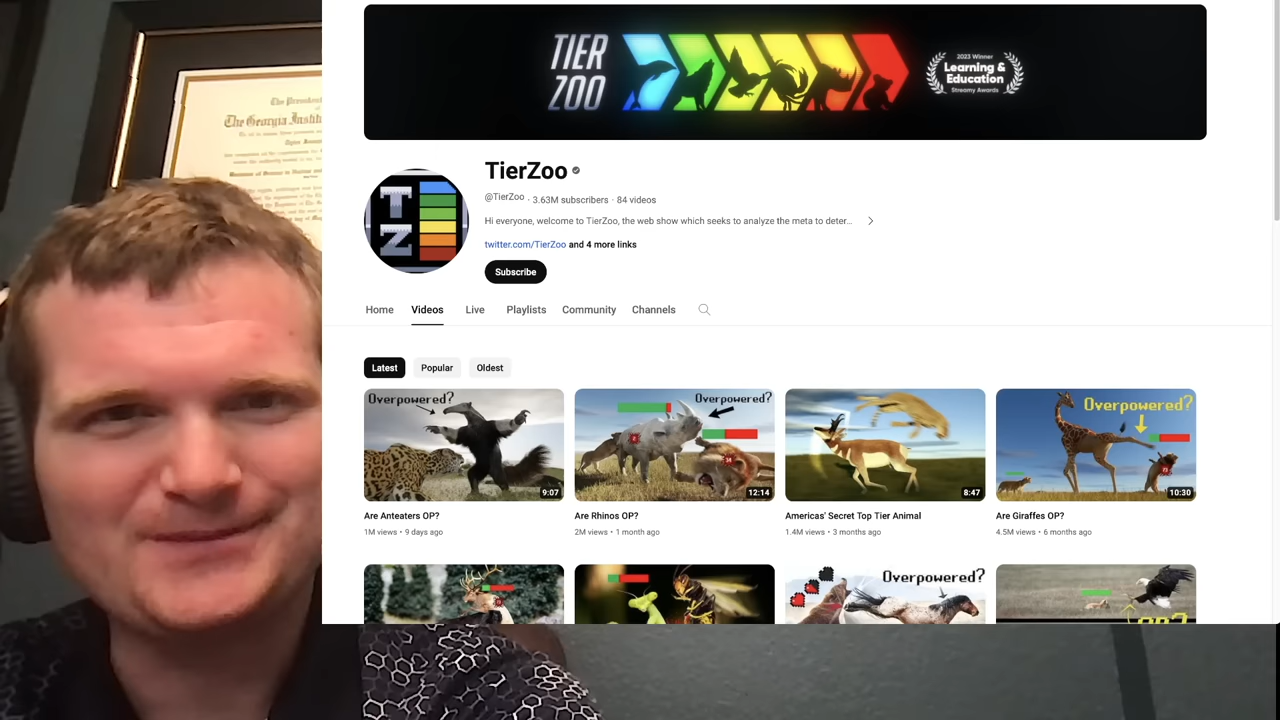 TIER
ZOO
2023 Winner
Learning &
Education
Streamy Awards
The Georgia Insti
TZ
TierZoo
@TierZoo . 3.63M subscribers · 84 videos
Hi everyone, welcome to TierZoo, the web show which seeks to analyze the meta to deter...
twitter.com/TierZoo and 4 more links
Subscribe
Home Videos Live Playlists Community Channels
Latest Popular Oldest
Overpowered?
9:07
Overpowered?
12:14
8:47
Overpowered?
10:30
Are Anteaters OP?
Are Rhinos OP?
Americas' Secret Top Tier Animal
Are Giraffes OP?
1M views • 9 days ago
2M views • 1 month ago
1.4M views • 3 months ago
4.5M views • 6 months ago
Overpowered?
OP?